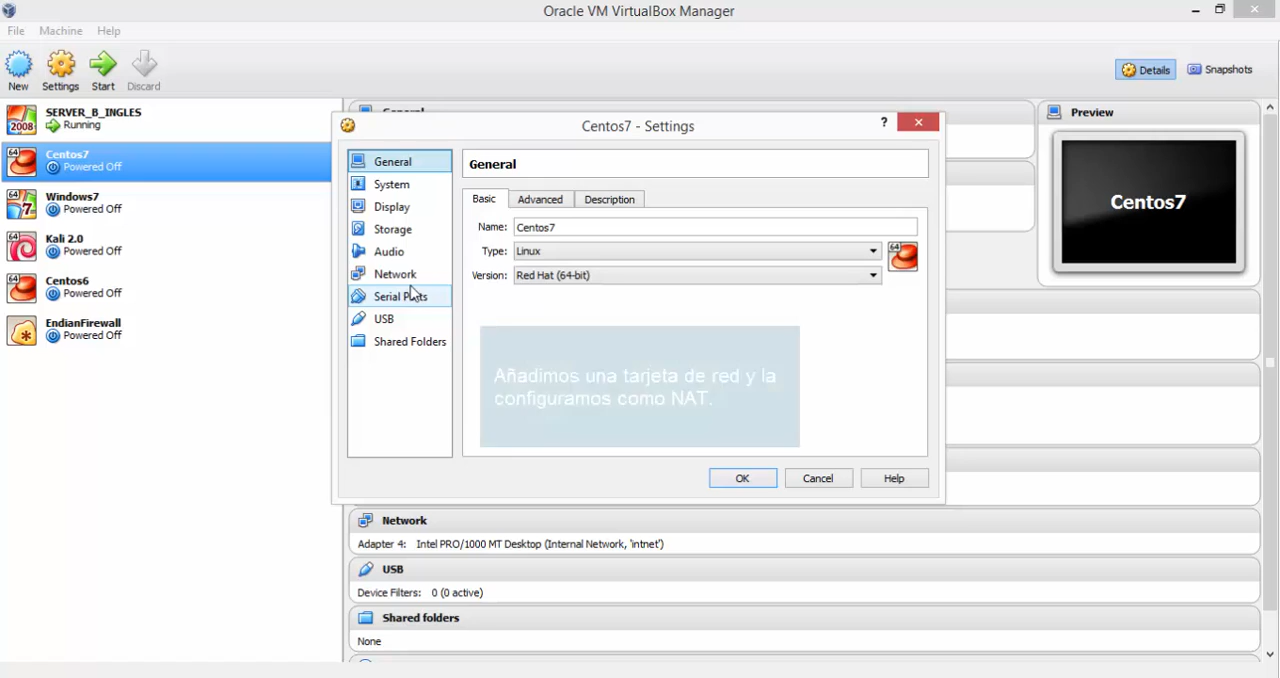 Oracle VM VirtualBox Manager
File Machine Help
New Settings Start Discard
Details Snapshots
SERVER_B_INGLES
Running
Centos7
Powered Off
Windows7
Powered Off
Kali 2.0
Powered Off
Centos6
Powered Off
EndianFirewall
Powered Off
Preview
Centos7
Centos7 - Settings
?
General
System
Display
Storage
Audio
Network
Serial Ports
USB
Shared Folders
General
Basic Advanced Description
Name: Centos7
Type: Linux
Version: Red Hat (64-bit)
64
Añadimos una tarjeta de red y la
configuramos como NAT.
OK Cancel Help
Network
Adapter 4: Intel PRO/1000 MT Desktop (Internal Network, 'intnet')
USB
Device Filters: 0 (0 active)
Shared folders
None